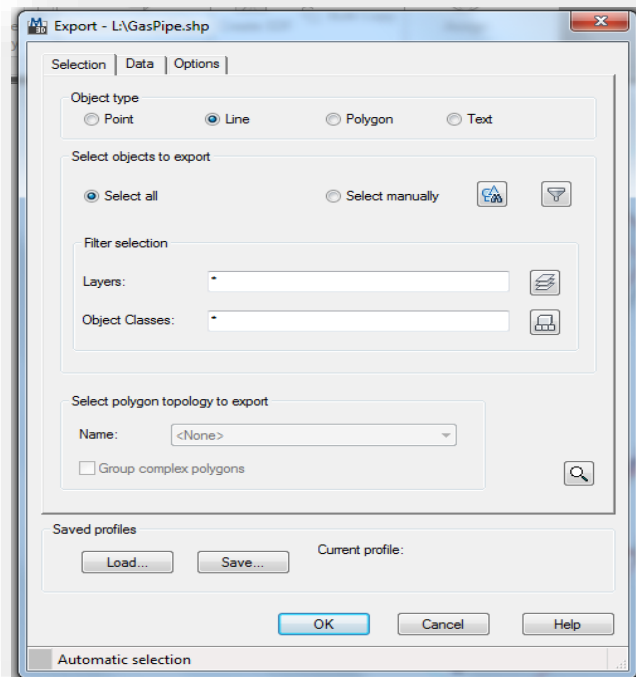 Export - L:\GasPipe.shp
Selection Data Options
Object type
Point Line Polygon Text
Select objects to export
Select all Select manually
Filter selection
Layers: *
Object Classes: *
Select polygon topology to export
Name: <None>
Group complex polygons
Saved profiles
Load... Save... Current profile:
OK Cancel Help
Automatic selection